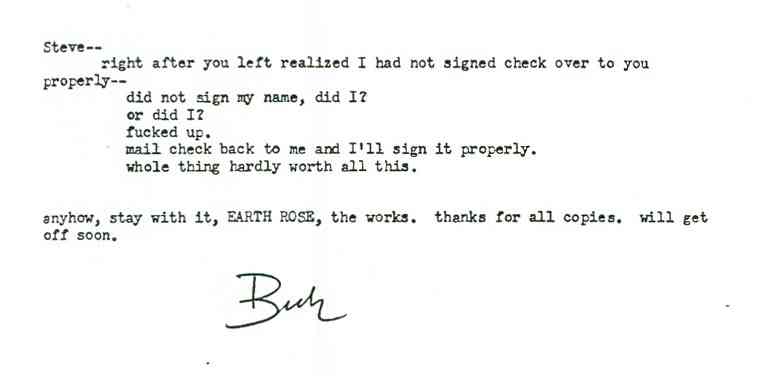 Steve--
right after you left realized I had not signed check over to you
properly--
did not sign my name, did I?
or did I?
fucked up.
mail check back to me and I'll sign it properly.
whole thing hardly worth all this.
anyhow, stay with it, EARTH ROSE, the works. thanks for all copies. will get
off soon.
Buk